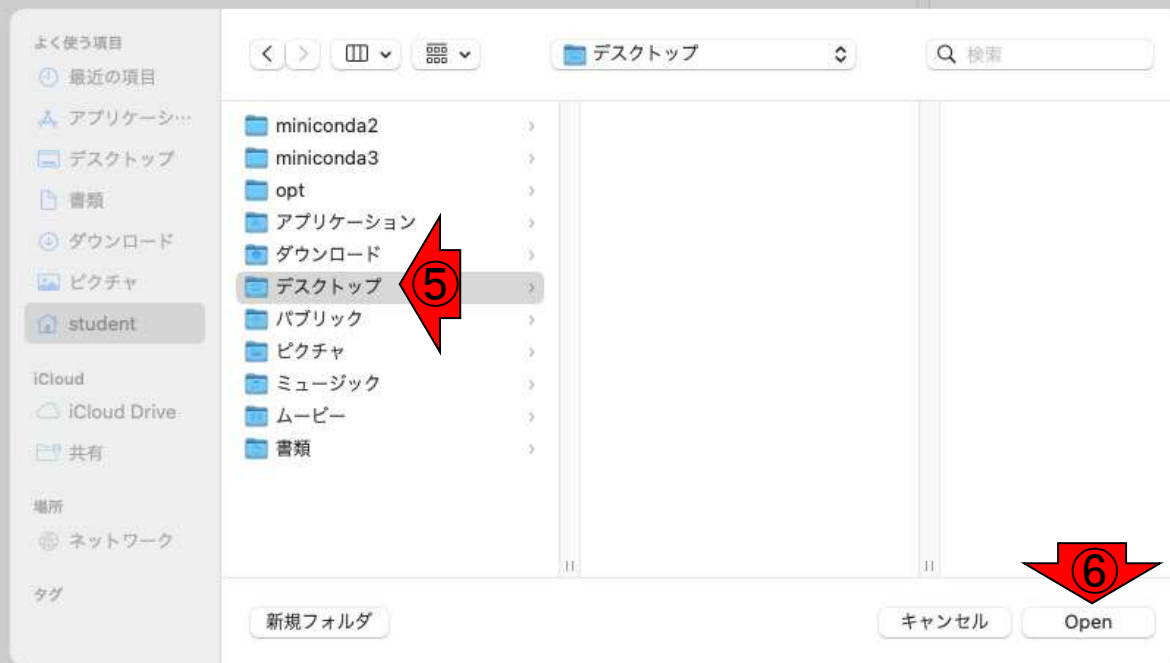 よく使う項目
最近の項目
アプリケーシ…
デスクトップ
書類
ダウンロード
ピクチャ
student
iCloud
iCloud Drive
共有
場所
ネットワーク
タグ
デスクトップ
検索
miniconda2
miniconda3
opt
アプリケーション
ダウンロード
デスクトップ
⑤
パブリック
ピクチャ
ミュージック
ムービー
書類
⑥
新規フォルダ
キャンセル
Open